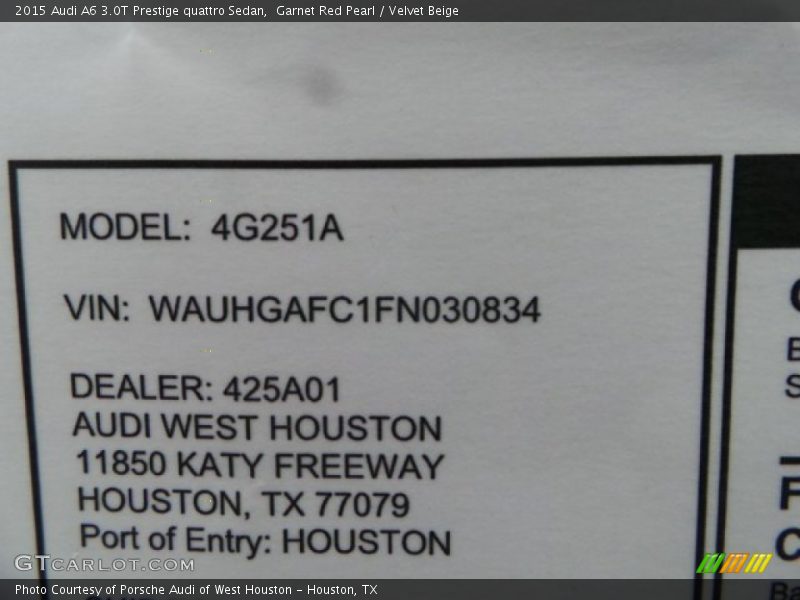 2015 Audi A6 3.0T Prestige quattro Sedan,  Garnet Red Pearl / Velvet Beige
MODEL: 4G251A
VIN: WAUHGAFC1FN030834
DEALER: 425A01
AUDI WEST HOUSTON
11850 KATY FREEWAY
HOUSTON, TX 77079
Port of Entry: HOUSTON
GTCARLOT.COM
Photo Courtesy of Porsche Audi of West Houston – Houston, TX